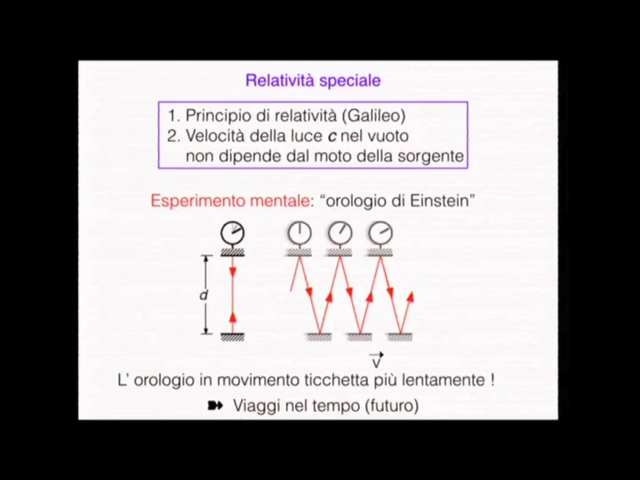 Relatività speciale
1. Principio di relatività (Galileo)
2. Velocità della luce c nel vuoto
non dipende dal moto della sorgente
Esperimento mentale: “orologio di Einstein”
d
v
L’ orologio in movimento ticchetta più lentamente !
Viaggi nel tempo (futuro)